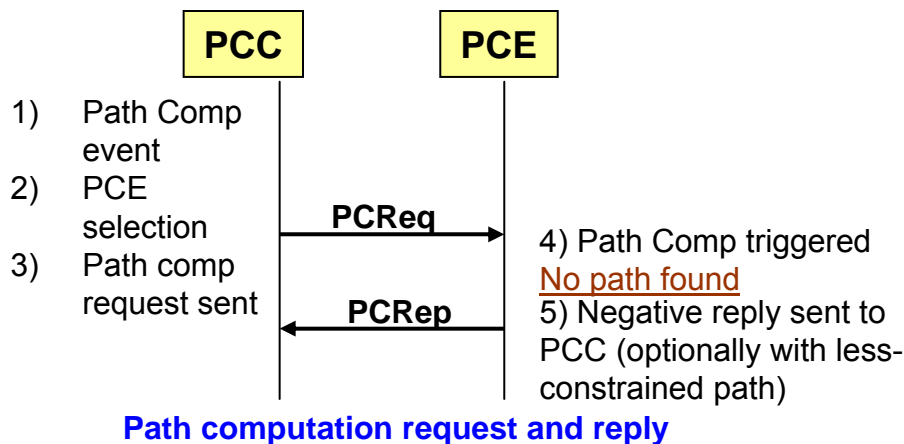 PCC
PCE
1) Path Comp
event
2) PCE
selection
3) Path comp
request sent
PCReq
PCRep
4) Path Comp triggered
No path found
5) Negative reply sent to
PCC (optionally with less-
constrained path)
Path computation request and reply